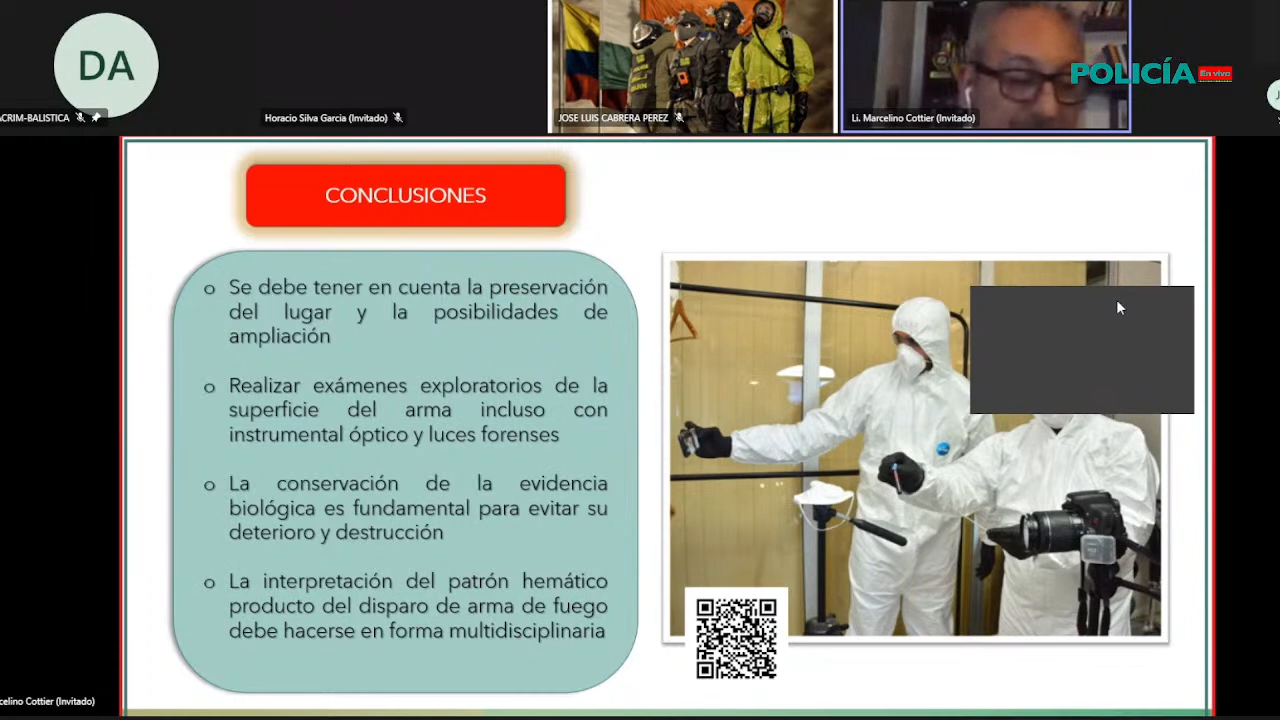 DA
ACRIM-BALISTICA
Horacio Silva Garcia (Invitado)
JOSE LUIS CABRERA PEREZ
Li. Marcelino Cottier (Invitado)
POLICÍA En vivo
CONCLUSIONES
o Se debe tener en cuenta la preservación
del lugar y la posibilidades de
ampliación
o Realizar exámenes exploratorios de la
superficie del arma incluso con
instrumental óptico y luces forenses
o La conservación de la evidencia
biológica es fundamental para evitar su
deterioro y destrucción
o La interpretación del patrón hemático
producto del disparo de arma de fuego
debe hacerse en forma multidisciplinaria
celino Cottier (Invitado)